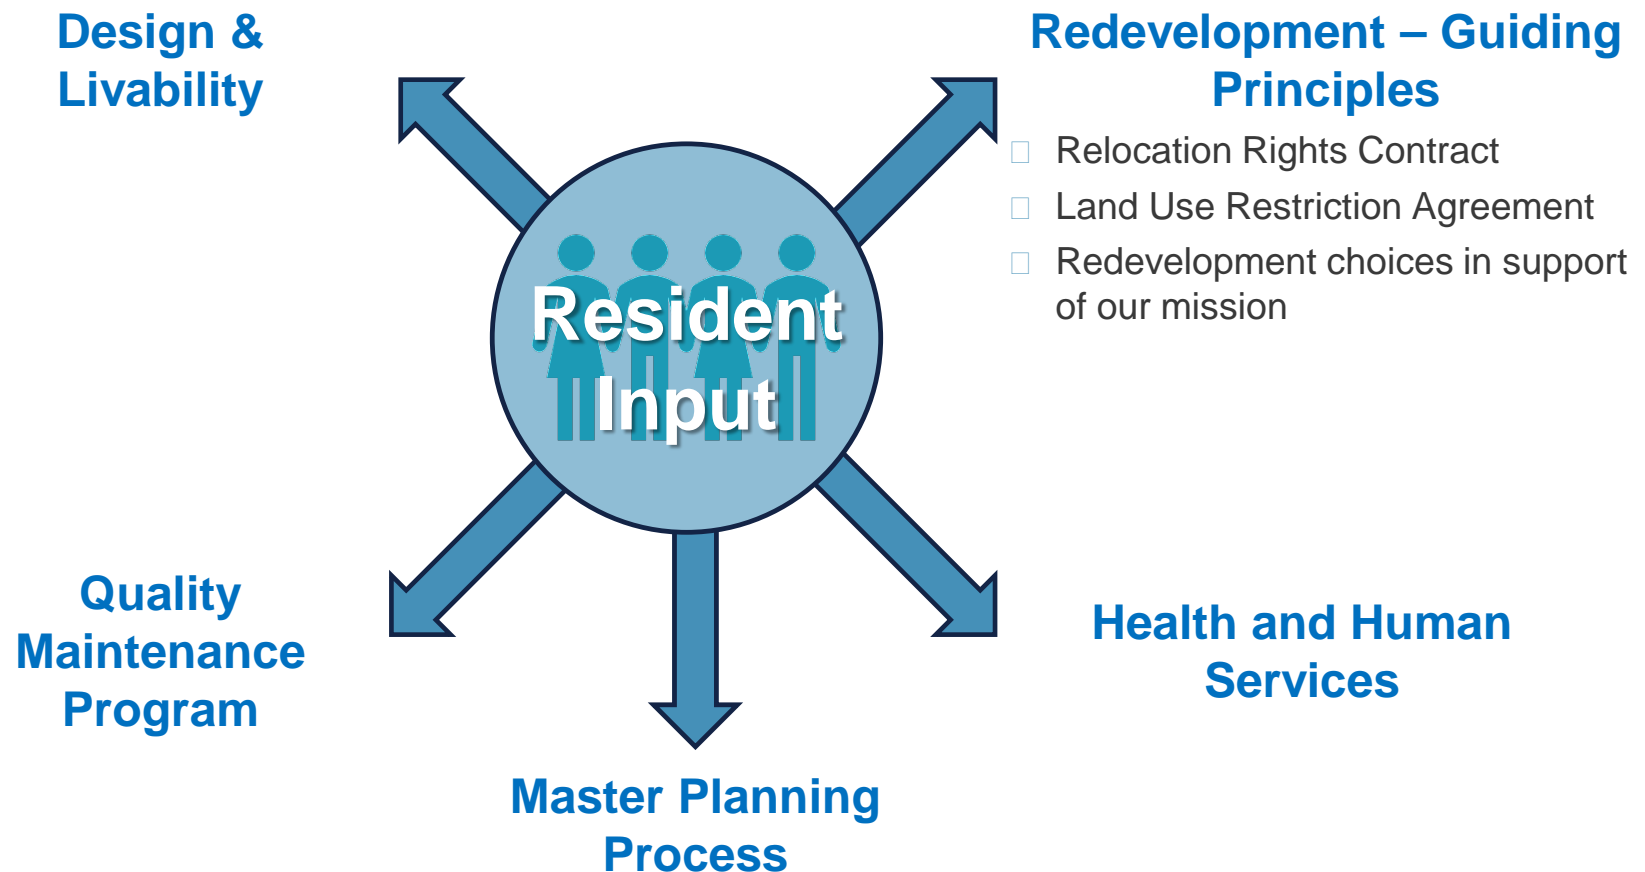 Design &
Livability
Redevelopment – Guiding
Principles
Relocation Rights Contract
Land Use Restriction Agreement
Redevelopment choices in support
of our mission
Resident
Input
Quality
Maintenance
Program
Health and Human
Services
Master Planning
Process